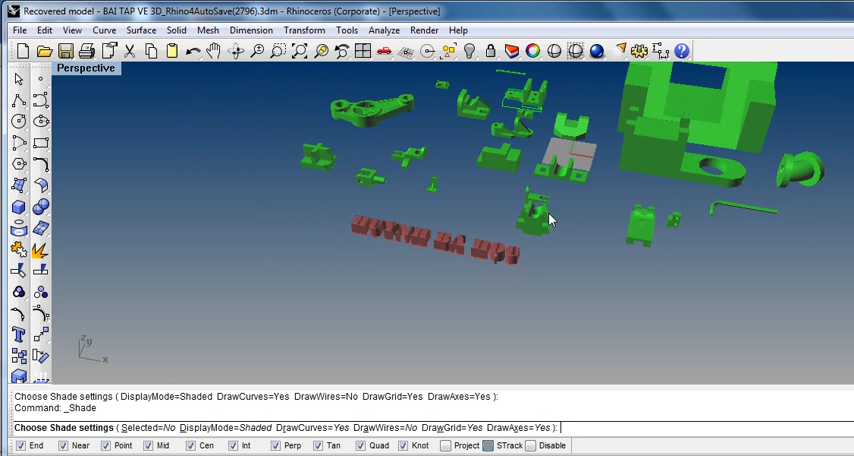 Recovered model - BAI TAP VE 3D_Rhino4AutoSave(2796).3dm - Rhinoceros (Corporate) - [Perspective]
File Edit View Curve Surface Solid Mesh Dimension Transform Tools Analyze Render Help
Perspective
z y
x
Choose Shade settings ( DisplayMode=Shaded DrawCurves=Yes DrawWires=No DrawGrid=Yes DrawAxes=Yes ):
Command: _Shade
Choose Shade settings ( Selected=No DisplayMode=Shaded DrawCurves=Yes DrawWires=No DrawGrid=Yes DrawAxes=Yes ):
End Near Point Mid Cen Int Perp Tan Quad Knot Project STrack Disable